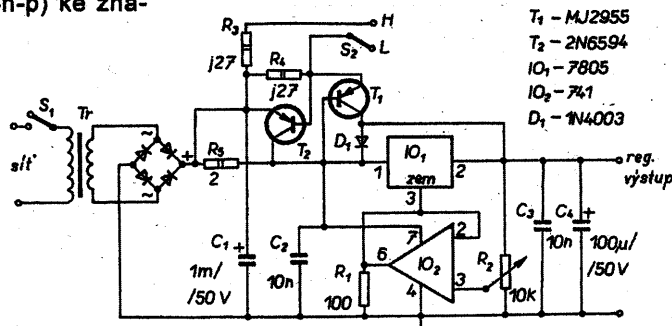 n-p) ke zna-
T₁ – MJ2955
T₂ – 2N6594
IO₁ – 7805
IO₂ – 741
D₁ – 1N4003
H
R₃
j27
R₄
j27
S₂
L
S₁
Tr
síť
~
~
+
R₅
2
T₂
T₁
D₁
1
IO₁
zem
2
3
reg.
výstup
C₁
+
1m/
/50 V
C₂
10n
R₁
100
6
7
IO₂
4
2
3
R₂
10k
C₃
10n
C₄
+
100µ/
/50V